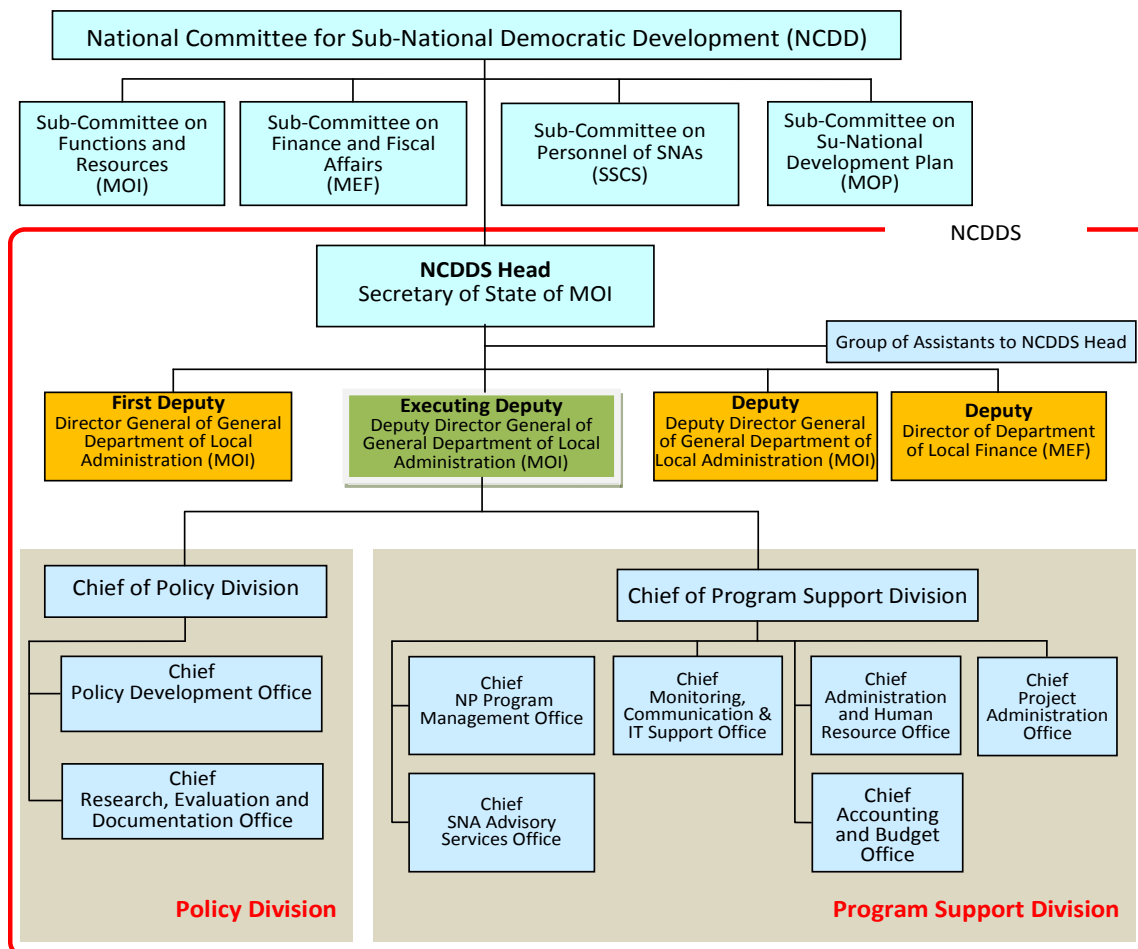 National Committee for Sub-National Democratic Development (NCDD)
Sub-Committee on
Functions and
Resources
(MOI)
Sub-Committee on
Finance and Fiscal
Affairs
(MEF)
Sub-Committee on
Personnel of SNAs
(SSCS)
Sub-Committee on
Su-National
Development Plan
(MOP)
NCDDS
NCDDS Head
Secretary of State of MOI
Group of Assistants to NCDDS Head
First Deputy
Director General of General
Department of Local
Administration (MOI)
Executing Deputy
Deputy Director General of
General Department of Local
Administration (MOI)
Deputy
Deputy Director General
of General Department of
Local Administration (MOI)
Deputy
Director of Department
of Local Finance (MEF)
Chief of Policy Division
Chief
Policy Development Office
Chief
Research, Evaluation and
Documentation Office
Policy Division
Chief of Program Support Division
Chief
NP Program
Management Office
Chief
Monitoring,
Communication &
IT Support Office
Chief
Administration
and Human
Resource Office
Chief
Project
Administration
Office
Chief
SNA Advisory
Services Office
Chief
Accounting
and Budget
Office
Program Support Division